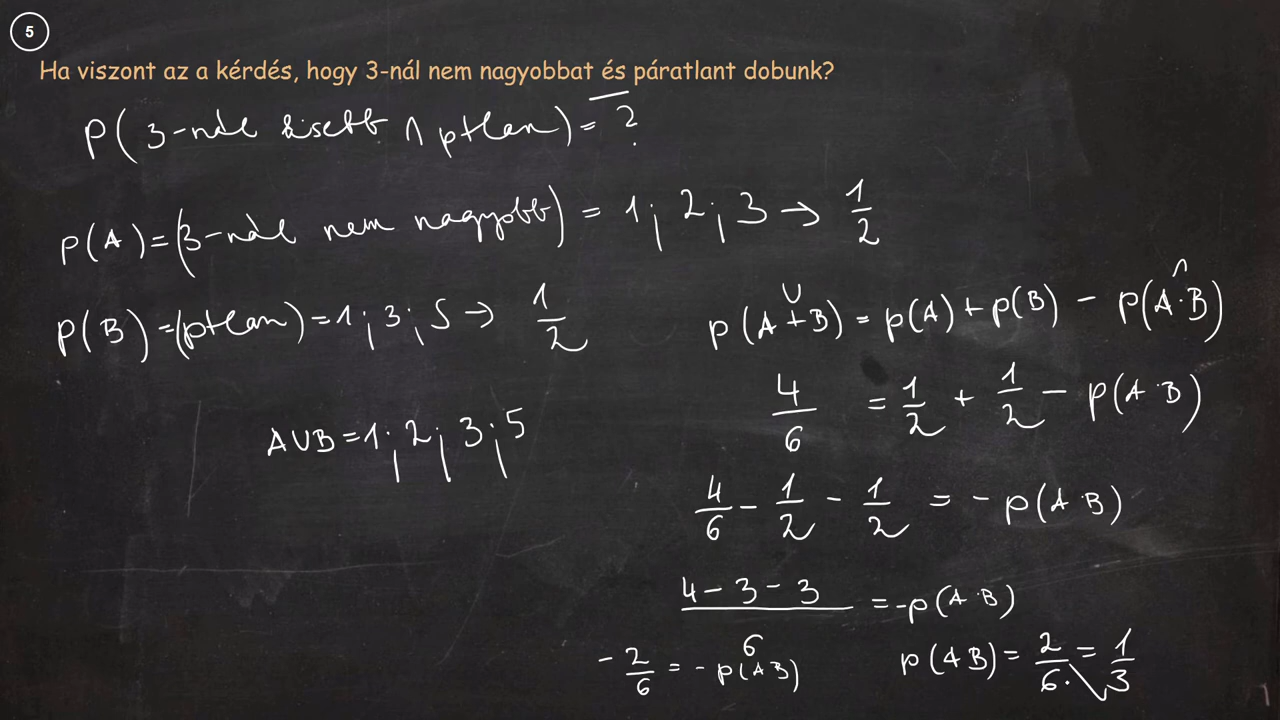 5
Ha viszont az a kérdés, hogy 3-nál nem nagyobbat és páratlant dobunk?
P(3-nál kisebb ∧ ptlan) = ?
p(A)=(3-nál nem nagyobb) = 1; 2; 3 → 1/2
p(B)=(ptlan)=1; 3; 5 → 1/2
∪ ∧
p(A+B) = p(A)+p(B) - p(A·B)
4/6 = 1/2 + 1/2 - p(A·B)
A∪B=1; 2; 3; 5
4/6 - 1/2 - 1/2 = - p(A·B)
(4-3-3)/6 = -p(A·B)
-2/6 = -p(AB)
p(AB) = 2/6 = 1/3